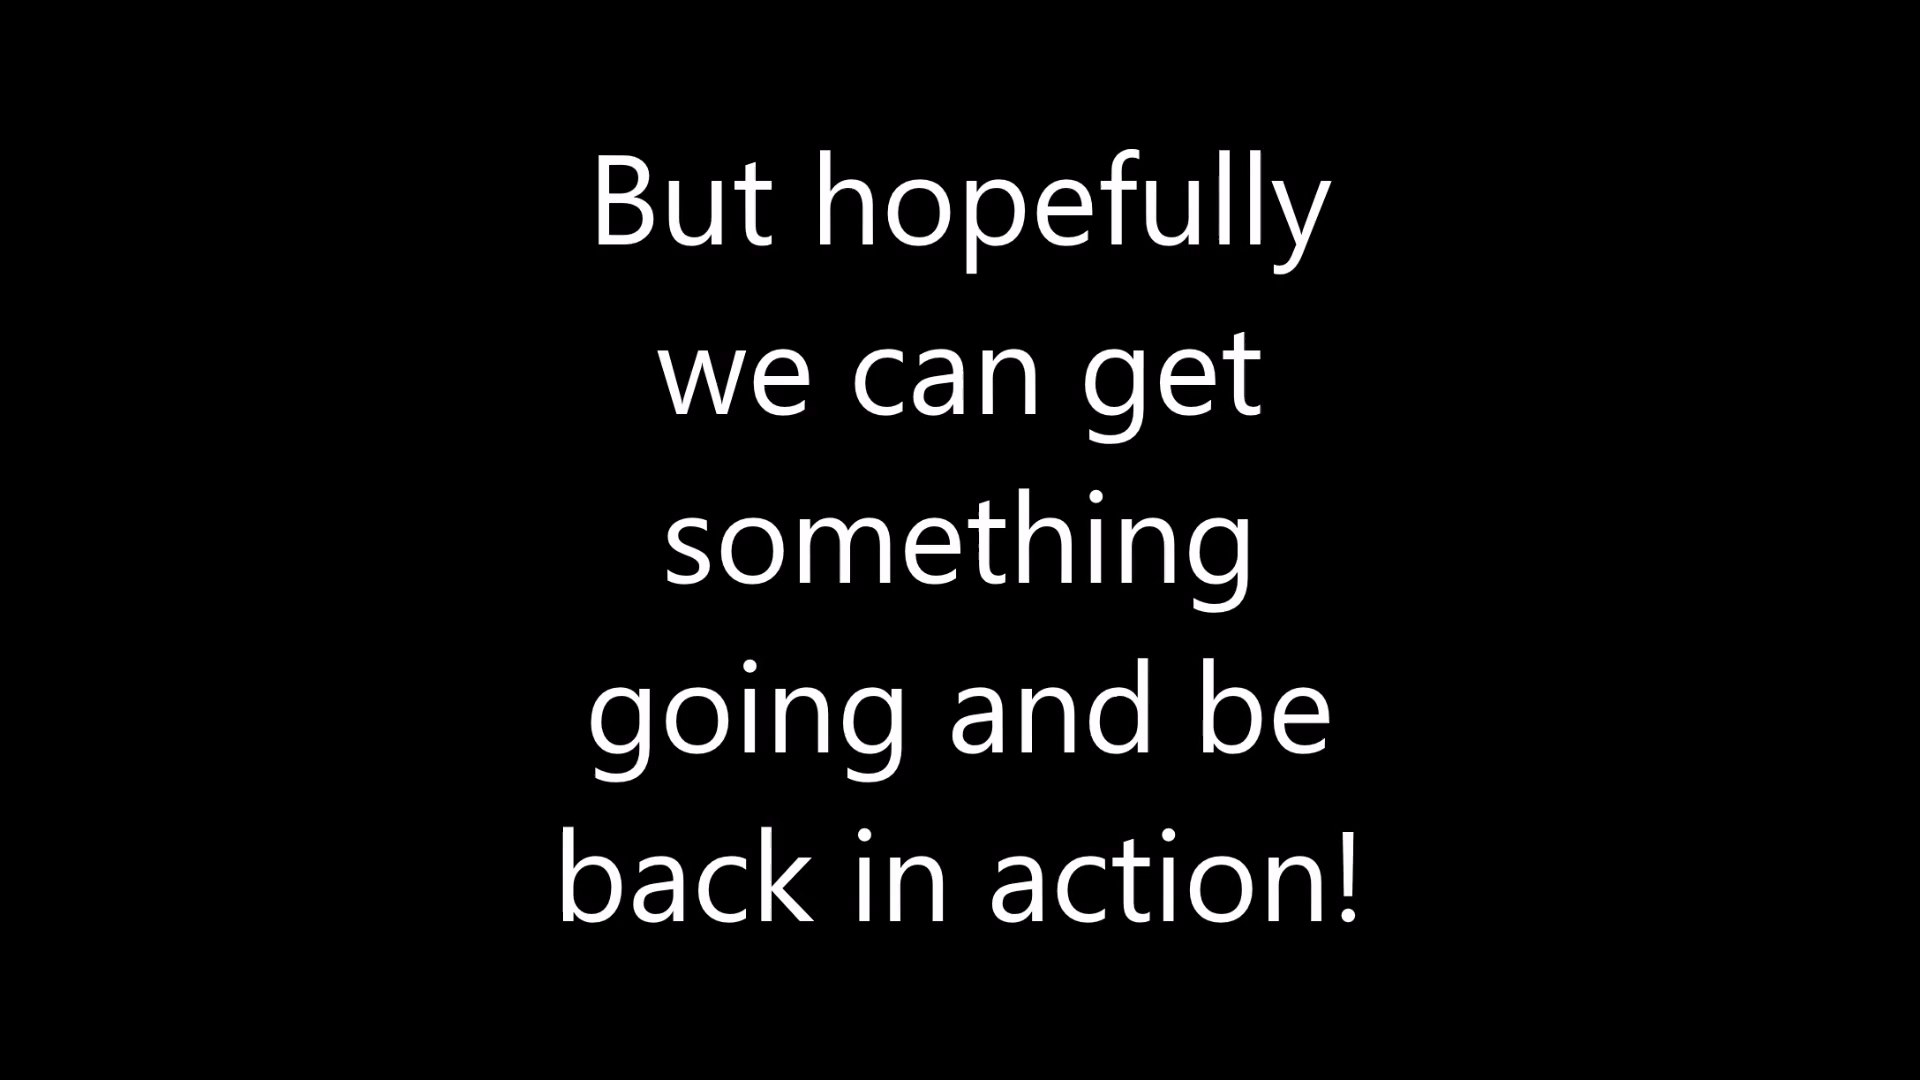 But hopefully
we can get
something
going and be
back in action!